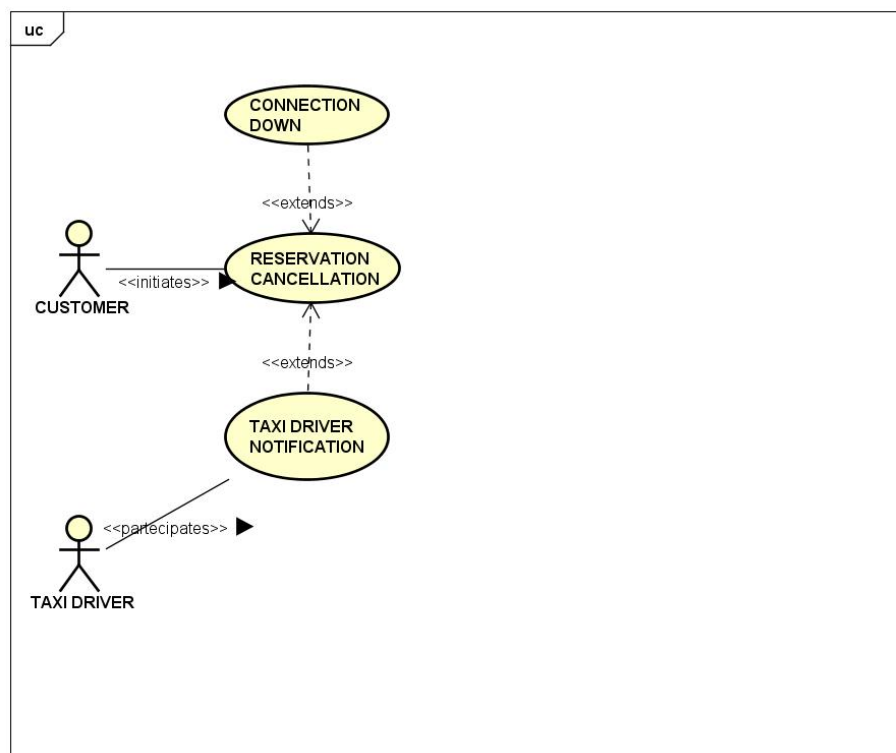 uc
CONNECTION
DOWN
<<extends>>
RESERVATION
CANCELLATION
<<initiates>>
CUSTOMER
<<extends>>
TAXI DRIVER
NOTIFICATION
<<partecipates>>
TAXI DRIVER